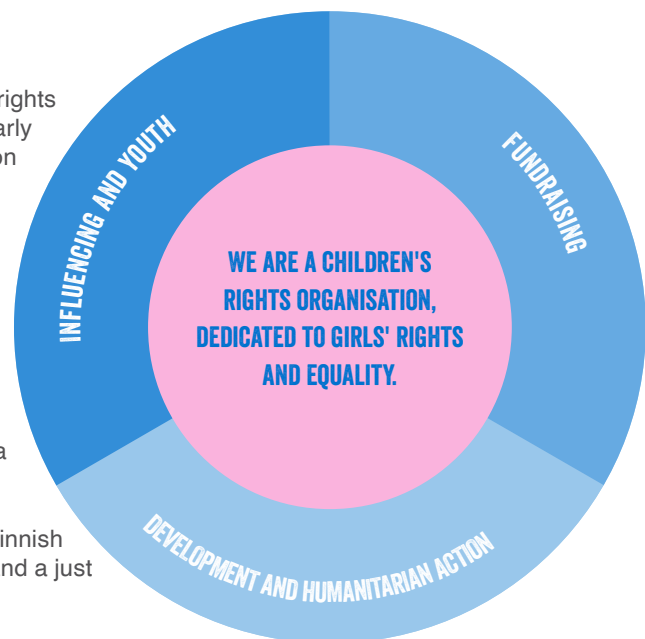 rights
arly
on
a
innish
nd a just
INFLUENCING AND YOUTH
FUNDRAISING
WE ARE A CHILDREN'S
RIGHTS ORGANISATION,
DEDICATED TO GIRLS' RIGHTS
AND EQUALITY.
DEVELOPMENT AND HUMANITARIAN ACTION